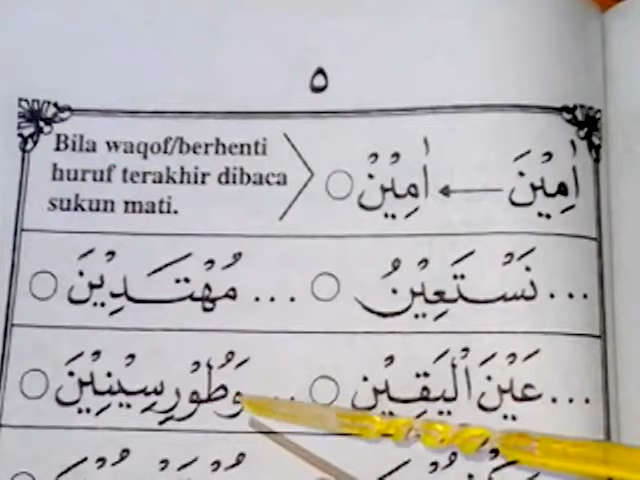 ٥
Bila waqof/berhenti
huruf terakhir dibaca
sukun mati.
اٰمِيْنَ ← اٰمِيْنْ ○
... نَسْتَعِيْنُ ○ ... مُهْتَدِيْنَ ○
... عَيْنَ الْيَقِيْنِ ○ ... وَطُوْرِسِيْنِيْنَ ○